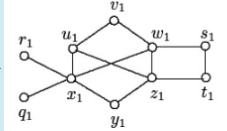 v₁
u₁ w₁ s₁
r₁
x₁ z₁ t₁
q₁
y₁